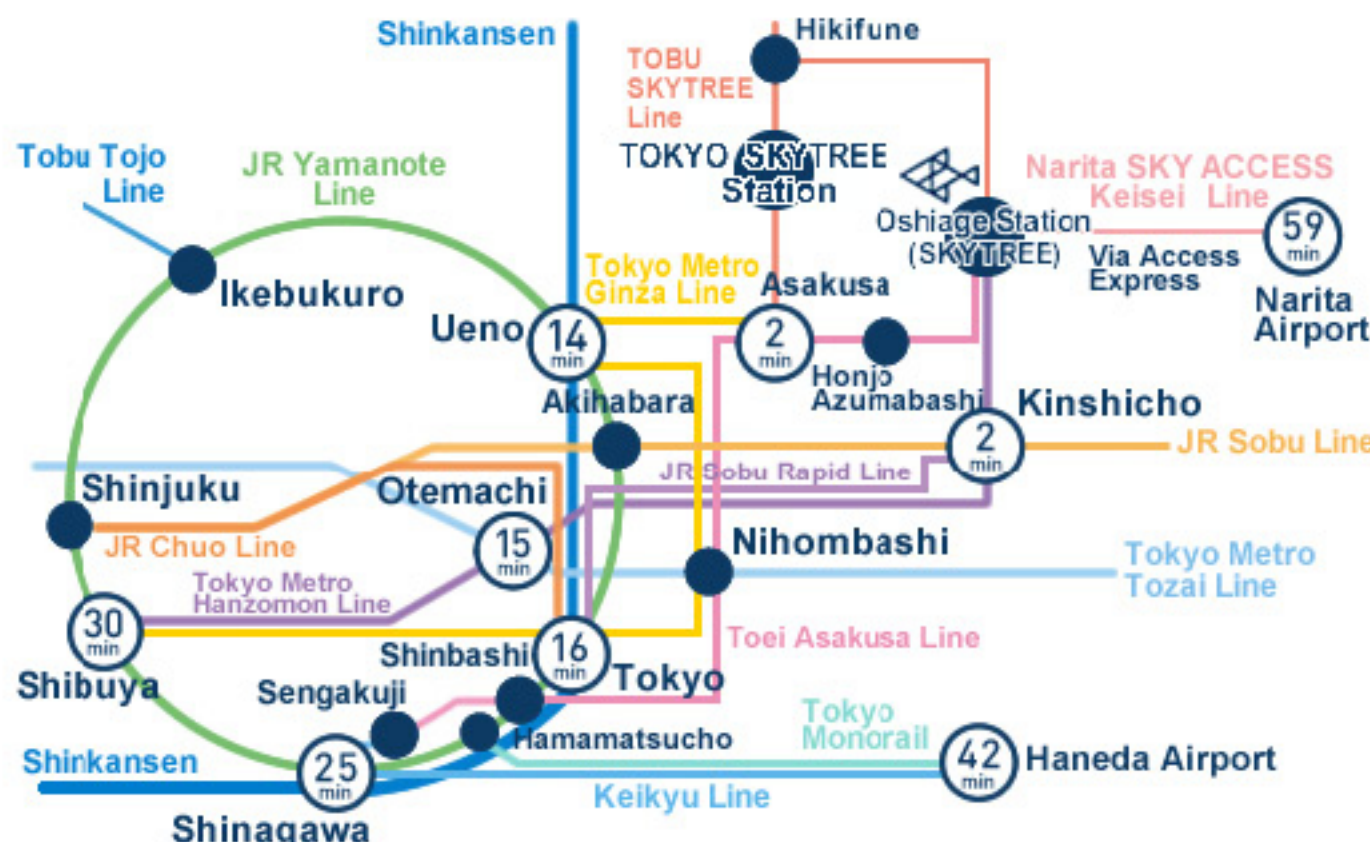 Shinkansen
Hikifune
TOBU
SKYTREE
Line
Tobu Tojo
Line
JR Yamanote
Line
TOKYO SKYTREE
Station
Narita SKY ACCESS
Keisei Line
Oshiage Station
(SKYTREE)
59
min
Via Access
Express
Narita
Airport
Ikebukuro
Tokyo Metro
Ginza Line
Asakusa
Ueno
14
min
2
min
Honjo
Azumabashi
Akihabara
Kinshicho
2
min
JR Sobu Line
JR Sobu Rapid Line
Shinjuku
Otemachi
15
min
JR Chuo Line
Nihombashi
Tokyo Metro
Tozai Line
Tokyo Metro
Hanzomon Line
30
min
Shibuya
Shinbashi
16
min
Tokyo
Toei Asakusa Line
Sengakuji
Hamamatsucho
Tokyo
Monorail
Shinkansen
25
min
Shinagawa
Keikyu Line
42
min
Haneda Airport